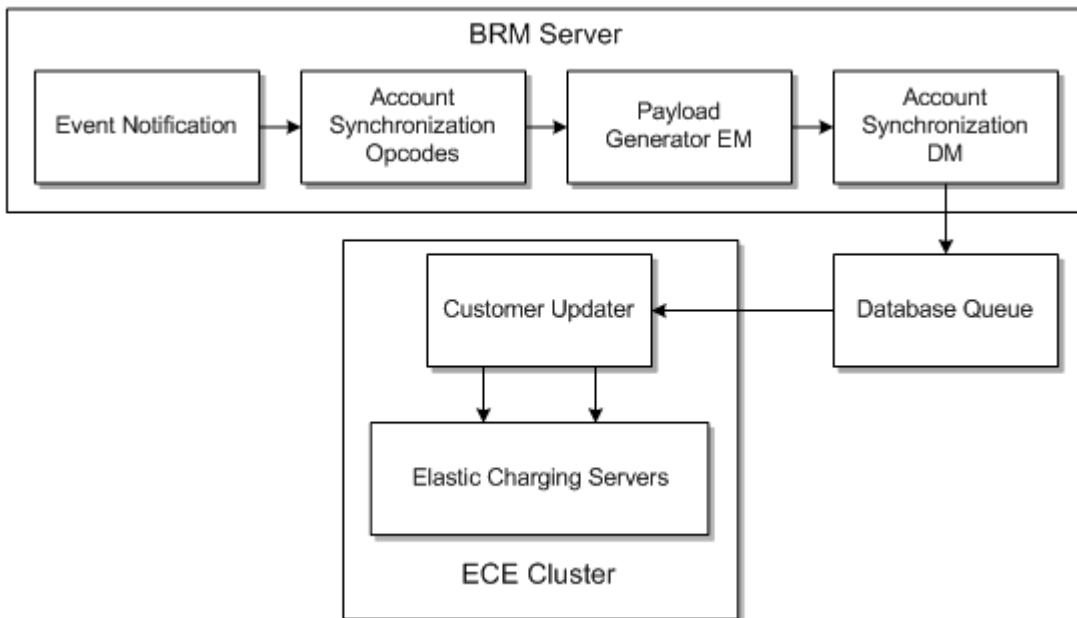 BRM Server
Event Notification
Account
Synchronization
Opcodes
Payload
Generator EM
Account
Synchronization
DM
Customer Updater
Database Queue
Elastic Charging Servers
ECE Cluster